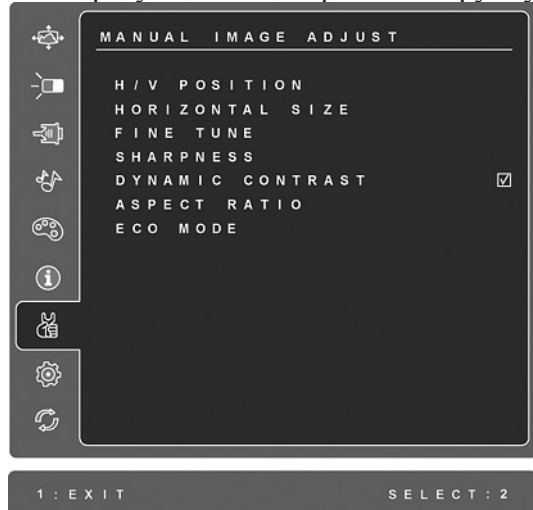 MANUAL IMAGE ADJUST
H/V POSITION
HORIZONTAL SIZE
FINE TUNE
SHARPNESS
DYNAMIC CONTRAST
ASPECT RATIO
ECO MODE
1:EXIT SELECT:2